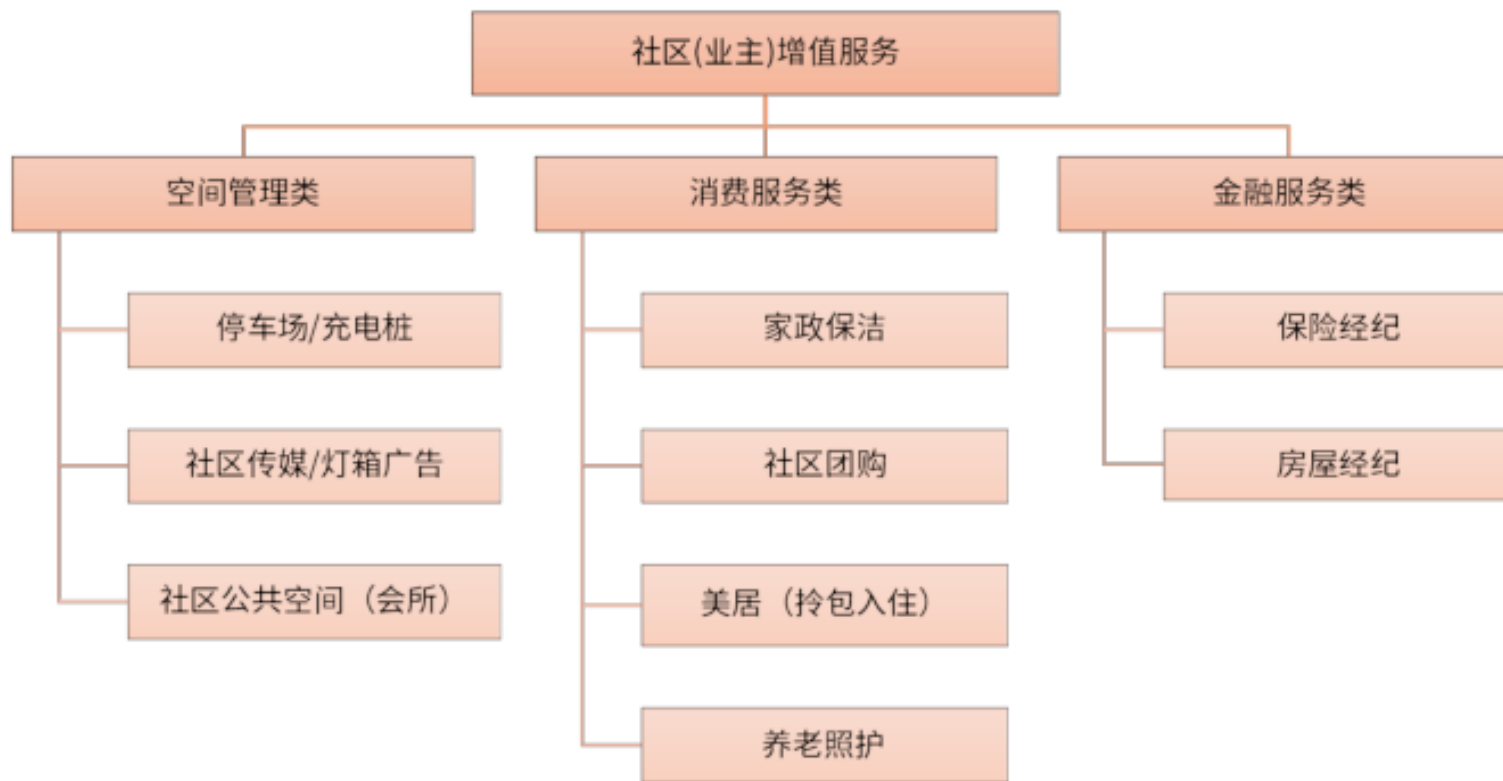 社区(业主)增值服务
空间管理类
消费服务类
金融服务类
停车场/充电桩
家政保洁
保险经纪
社区传媒/灯箱广告
社区团购
房屋经纪
社区公共空间（会所）
美居（拎包入住）
养老照护